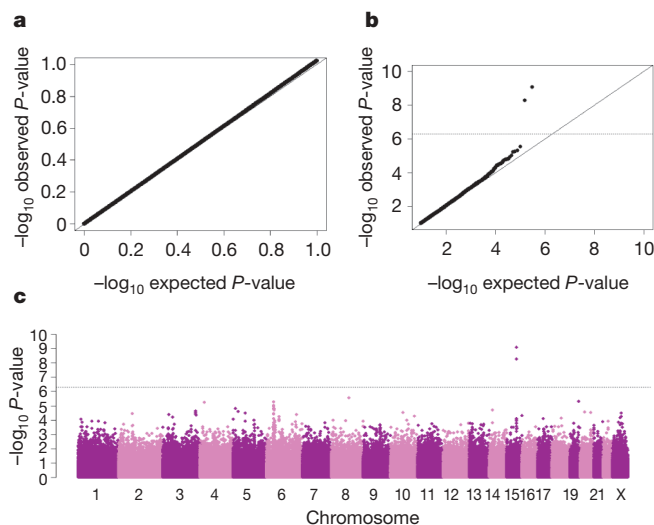 a
−log10 observed P-value
1.0
0.8
0.6
0.4
0.2
0
0 0.2 0.4 0.6 0.8 1.0
−log10 expected P-value
b
−log10 observed P-value
10
8
6
4
2
2 4 6 8 10
−log10 expected P-value
c
−log10 P-value
10
9
8
7
6
5
4
3
2
1
0
1 2 3 4 5 6 7 8 9 10 11 12 13 14 15 16 17 19 21 X
Chromosome